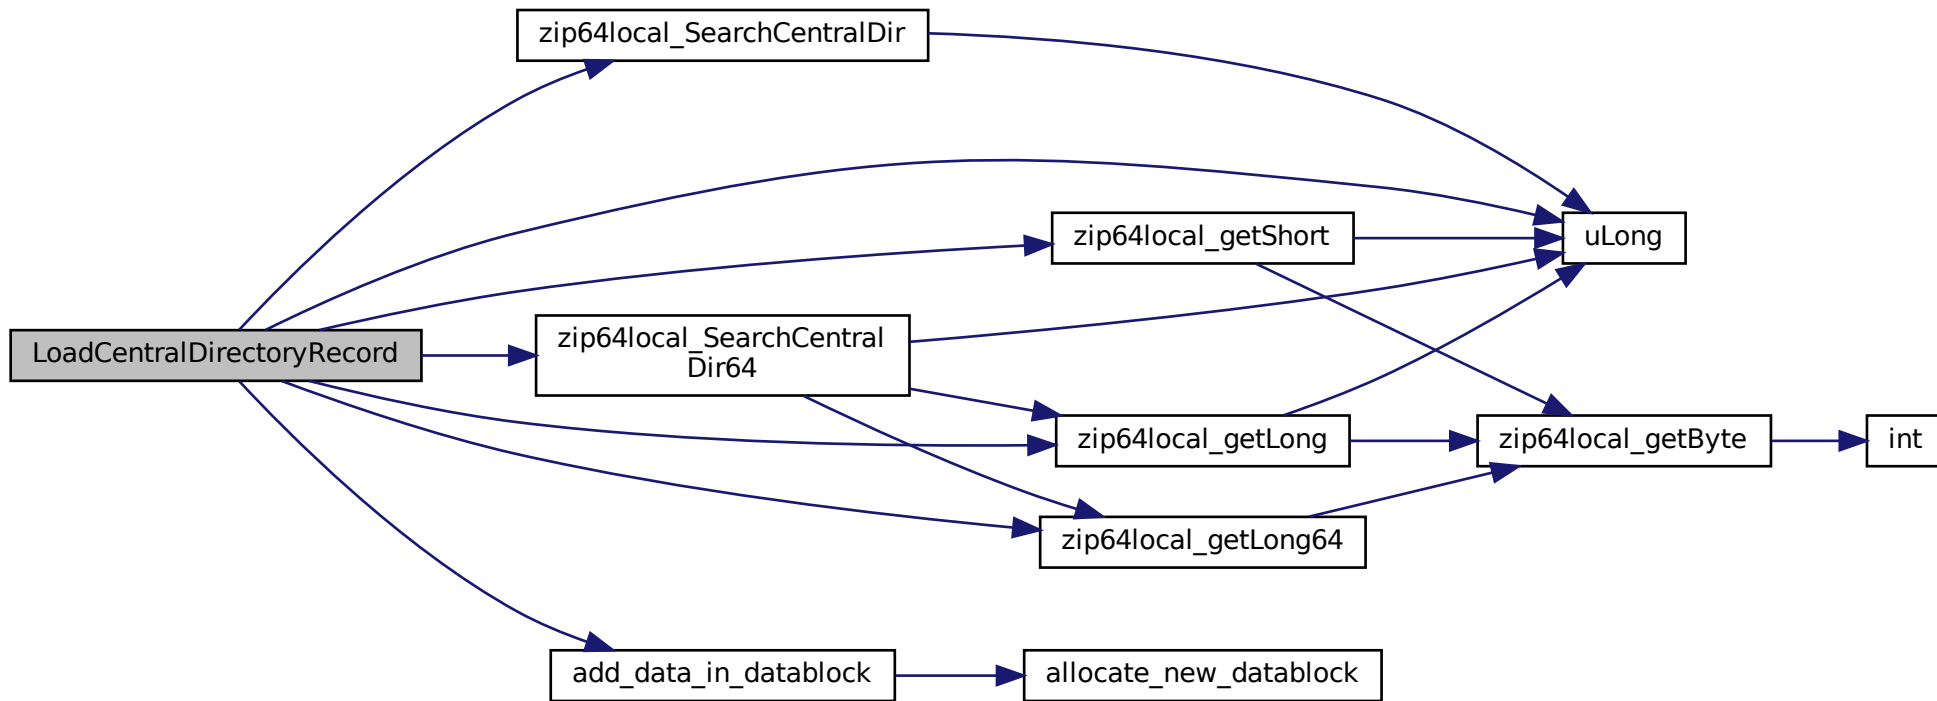 zip64local_SearchCentralDir
zip64local_getShort
uLong
LoadCentralDirectoryRecord
zip64local_SearchCentral
Dir64
zip64local_getLong
zip64local_getByte
int
zip64local_getLong64
add_data_in_datablock
allocate_new_datablock